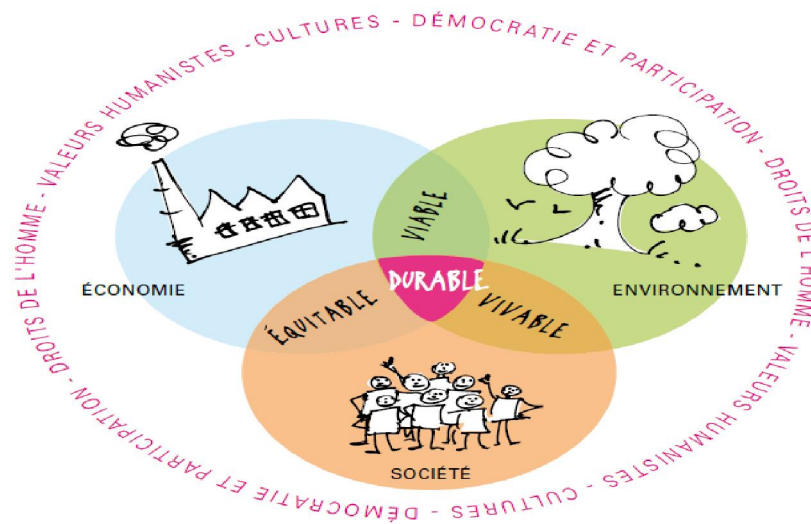 DROITS DE L'HOMME - VALEURS HUMANISTES - CULTURES - DÉMOCRATIE ET PARTICIPATION - DROITS DE L'HOMME - VALEURS HUMANISTES - CULTURES - DÉMOCRATIE ET PARTICIPATION -
VIABLE
ÉCONOMIE
DURABLE
ENVIRONNEMENT
ÉQUITABLE
VIVABLE
SOCIÉTÉ